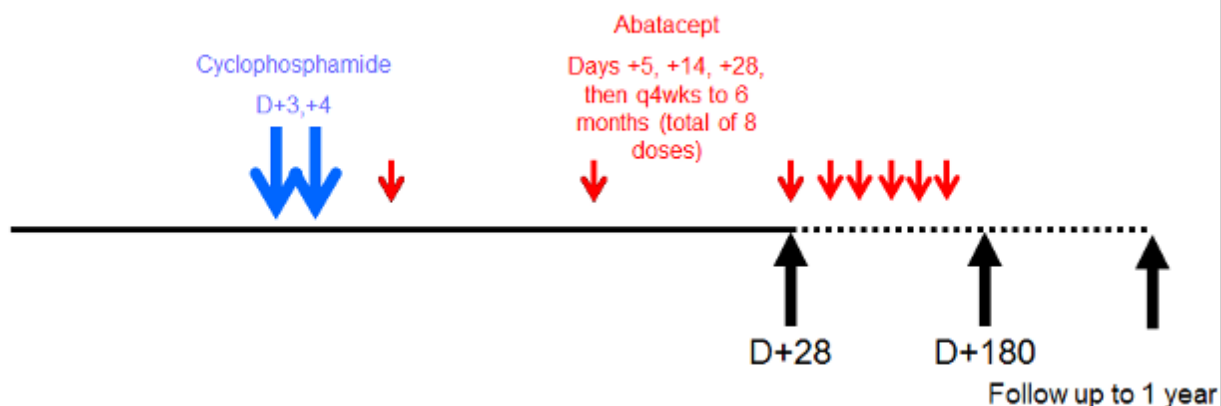 Abatacept
Cyclophosphamide
Days +5, +14, +28,
then q4wks to 6
D+3,+4
months (total of 8
doses)
D+28
D+180
Follow up to 1 year